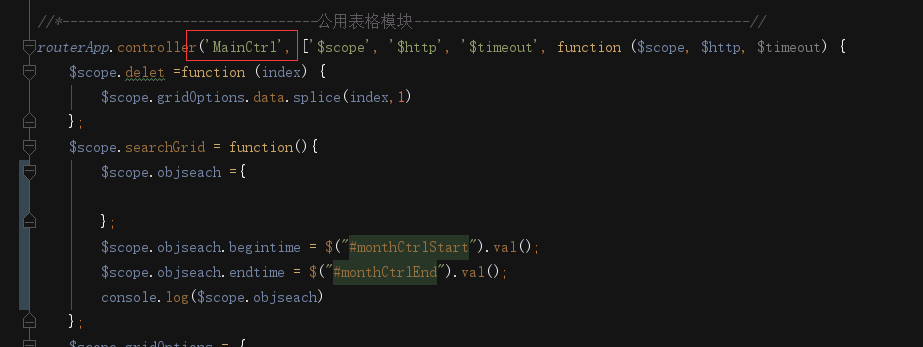 //*--------------------------------公用表格模块------------------------------------------//
routerApp.controller('MainCtrl', ['$scope', '$http', '$timeout', function ($scope, $http, $timeout) {
$scope.delet =function (index) {
$scope.gridOptions.data.splice(index,1)
};
$scope.searchGrid = function(){
$scope.objseach ={
};
$scope.objseach.begintime = $("#monthCtrlStart").val();
$scope.objseach.endtime = $("#monthCtrlEnd").val();
console.log($scope.objseach)
};
$scope.gridOptions = {